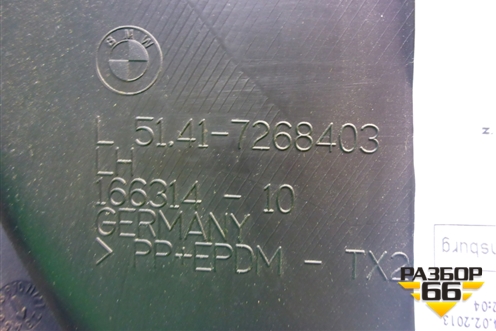 BMW
L 51.41-7268403
LH
166314 - 10
GERMANY
> PP+EPDM - TX2
РАЗБОР
66